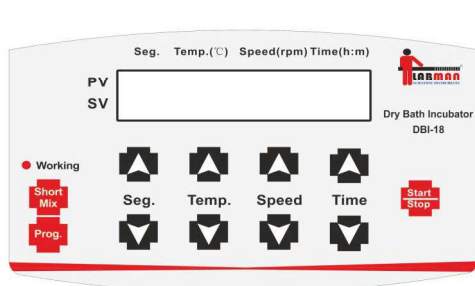 Seg. Temp.(℃) Speed(rpm) Time(h:m)
PV
SV
LABMAN
SCIENTIFIC INSTRUMENTS
Dry Bath Incubator
DBI-18
Working
Short
Mix
Prog.
Seg. Temp. Speed Time
Start
Stop